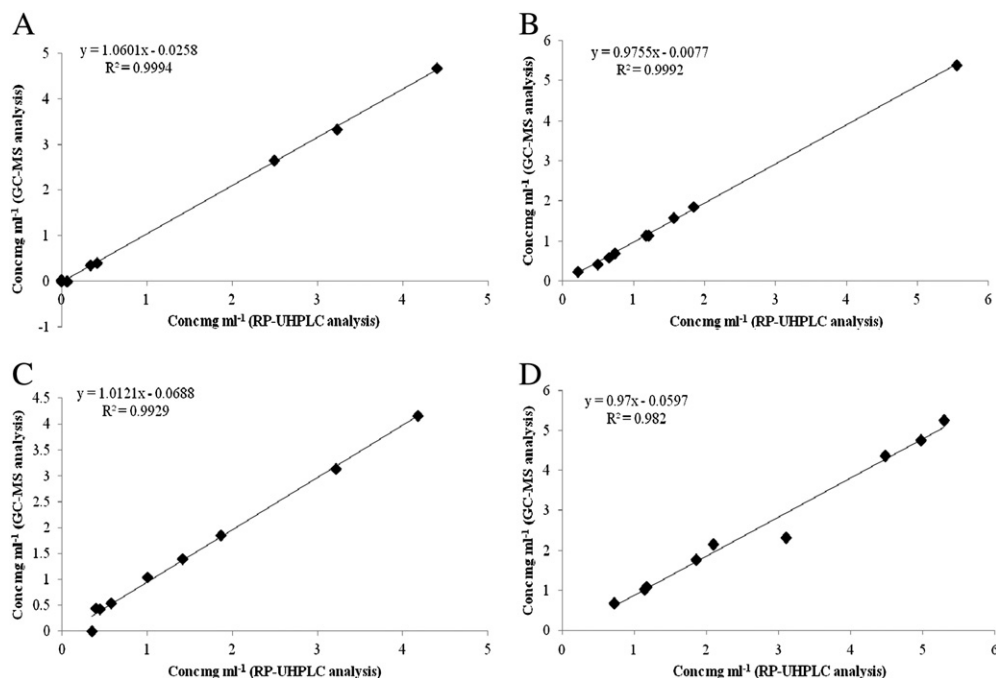 A
y = 1.0601x - 0.0258
R² = 0.9994
5
4
3
2
1
0
-1
0 1 2 3 4 5
Concmg ml⁻¹ (GC-MS analysis)
Concmg ml⁻¹ (RP-UHPLC analysis)
B
y = 0.9755x - 0.0077
R² = 0.9992
6
5
4
3
2
1
0
0 1 2 3 4 5 6
Concmg ml⁻¹ (GC-MS analysis)
Concmg ml⁻¹ (RP-UHPLC analysis)
C
y = 1.0121x - 0.0688
R² = 0.9929
4.5
4
3.5
3
2.5
2
1.5
1
0.5
0
0 1 2 3 4 5
Concmg ml⁻¹ (GC-MS analysis)
Concmg ml⁻¹ (RP-UHPLC analysis)
D
y = 0.97x - 0.0597
R² = 0.982
6
5
4
3
2
1
0
0 1 2 3 4 5 6
Concmg ml⁻¹ (GC-MS analysis)
Concmg ml⁻¹ (RP-UHPLC analysis)